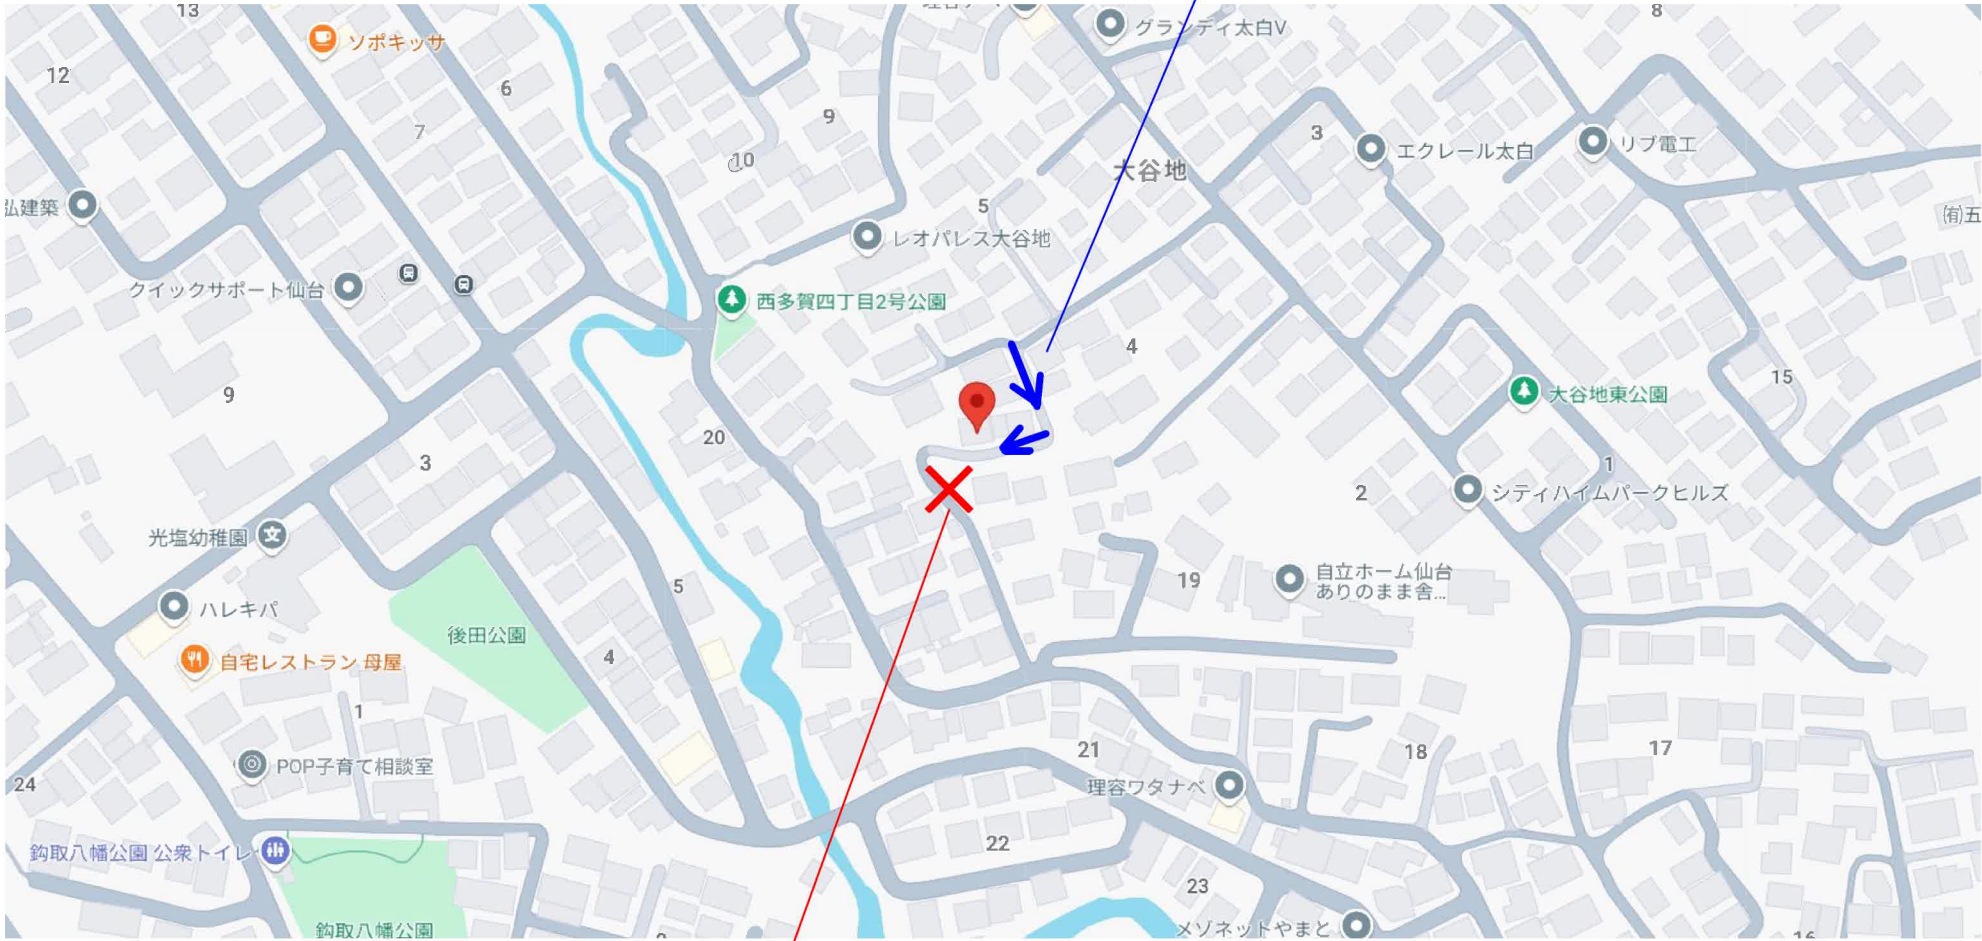 13
グランディ太白V
8
ソポキッサ
12
6
9
7
3
10
エクレール太白
リブ電工
大谷地
弘建築
5
㈲五
レオパレス大谷地
クイックサポート仙台
西多賀四丁目2号公園
4
15
9
大谷地東公園
20
3
1
2
シティハイムパークヒルズ
光塩幼稚園
文
自立ホーム仙台
ありのまま舎...
19
5
ハレキパ
後田公園
自宅レストラン 母屋
4
1
21
18
17
POP子育て相談室
24
理容ワタナベ
22
鈎取八幡公園 公衆トイレ
23
鈎取八幡公園
メゾネットやまと